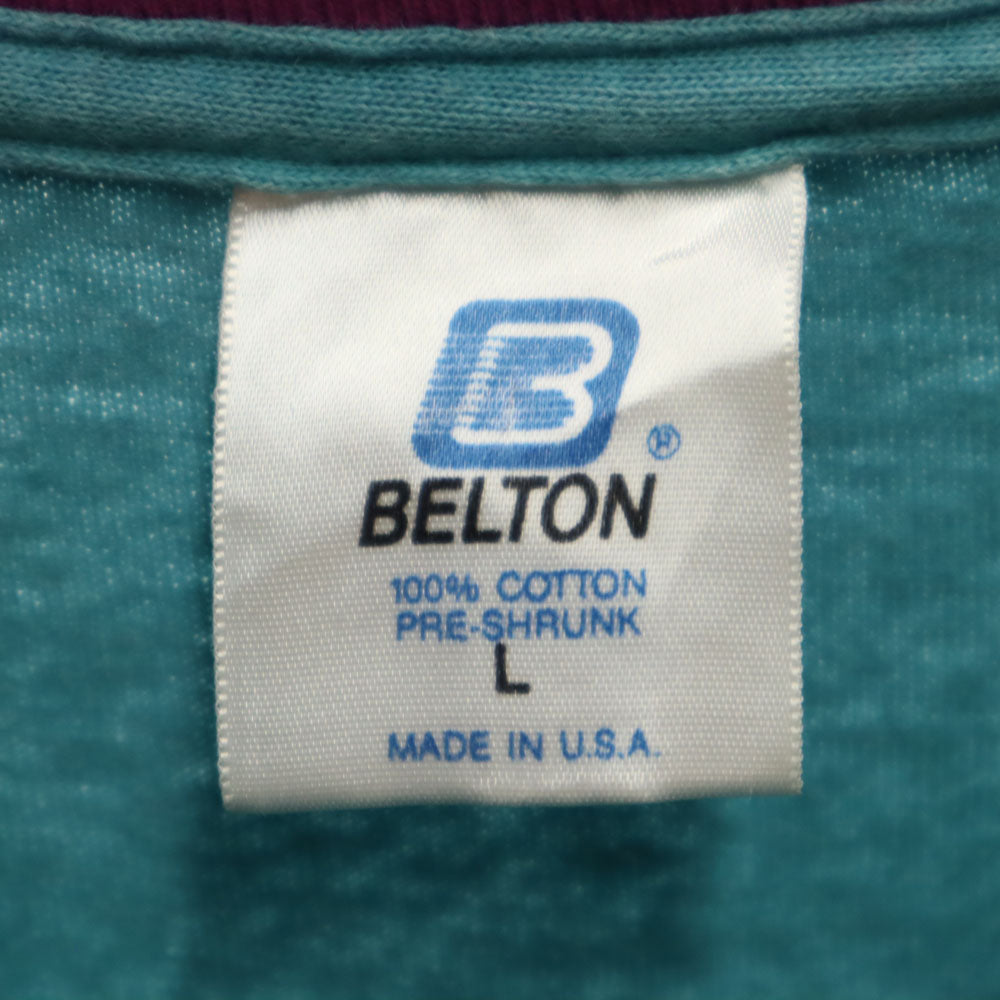 B
®
BELTON
100% COTTON
PRE-SHRUNK
L
MADE IN U.S.A.